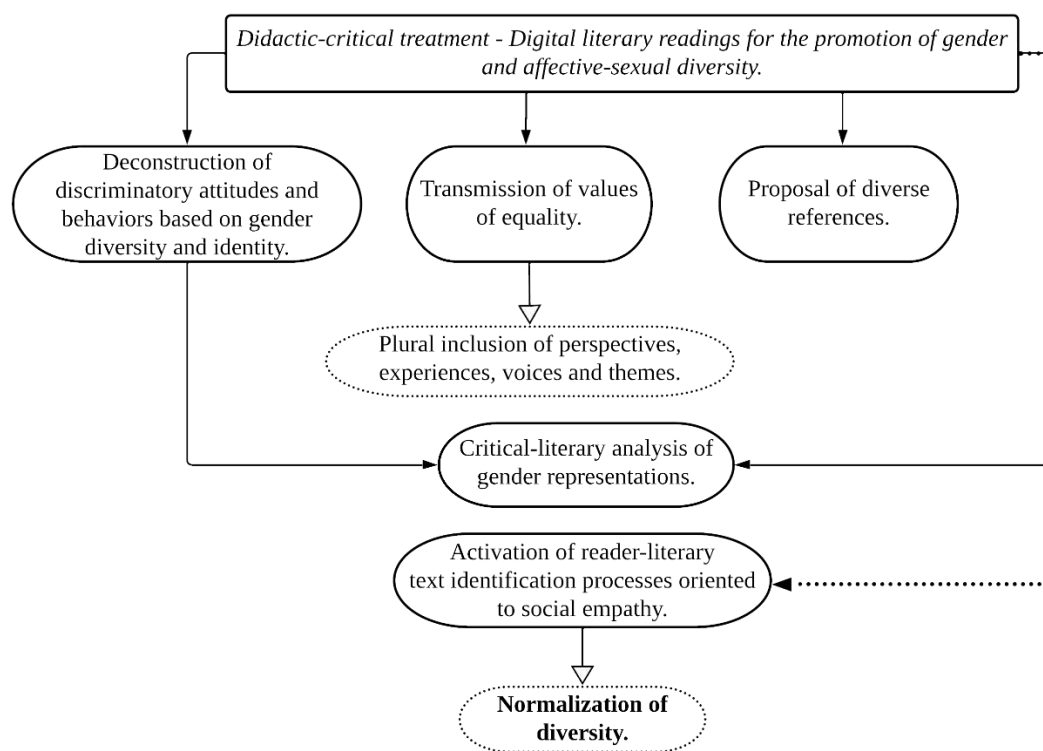 Didactic-critical treatment - Digital literary readings for the promotion of gender
and affective-sexual diversity.
Deconstruction of
discriminatory attitudes and
behaviors based on gender
diversity and identity.
Transmission of values
of equality.
Proposal of diverse
references.
Plural inclusion of perspectives,
experiences, voices and themes.
Critical-literary analysis of
gender representations.
Activation of reader-literary
text identification processes oriented
to social empathy.
Normalization of
diversity.